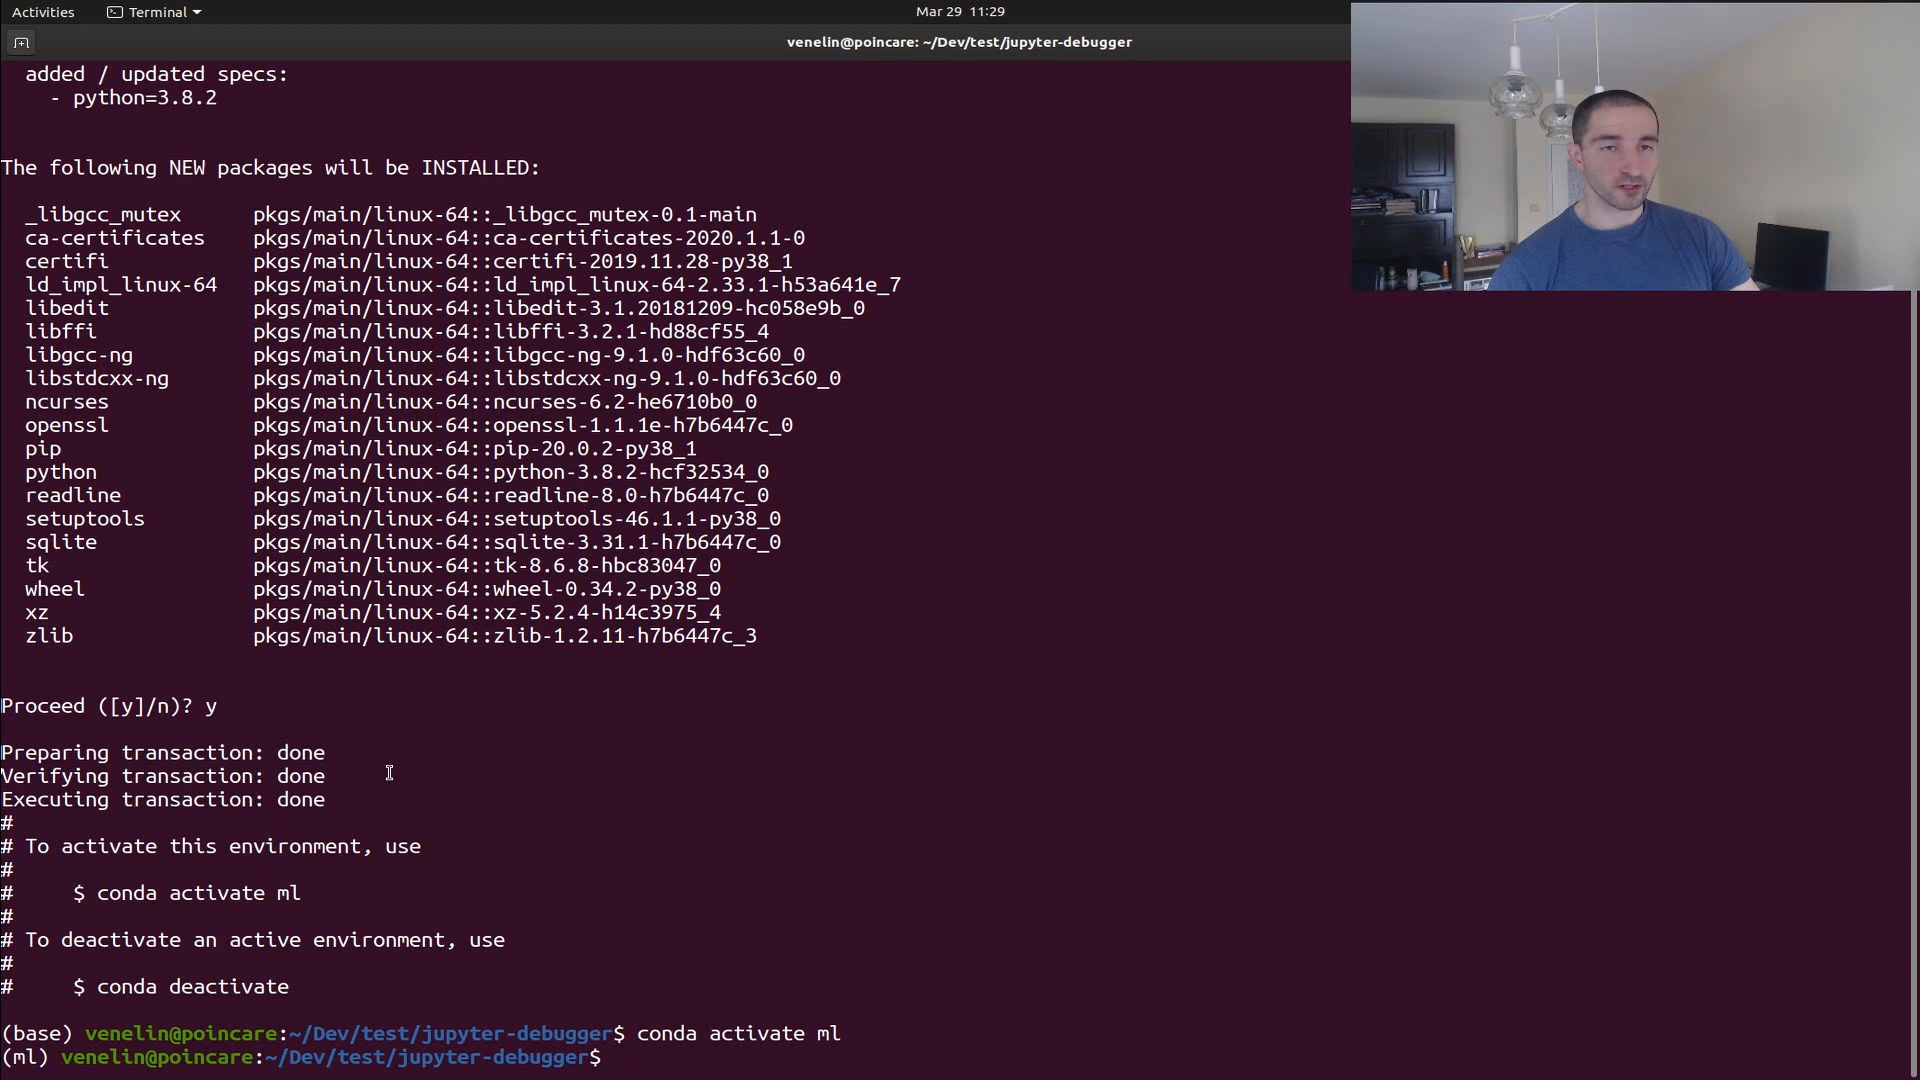 Activities
Terminal
Mar 29 11:29
venelin@poincare: ~/Dev/test/jupyter-debugger
added / updated specs:
- python=3.8.2
The following NEW packages will be INSTALLED:
_libgcc_mutex pkgs/main/linux-64::_libgcc_mutex-0.1-main
ca-certificates pkgs/main/linux-64::ca-certificates-2020.1.1-0
certifi pkgs/main/linux-64::certifi-2019.11.28-py38_1
ld_impl_linux-64 pkgs/main/linux-64::ld_impl_linux-64-2.33.1-h53a641e_7
libedit pkgs/main/linux-64::libedit-3.1.20181209-hc058e9b_0
libffi pkgs/main/linux-64::libffi-3.2.1-hd88cf55_4
libgcc-ng pkgs/main/linux-64::libgcc-ng-9.1.0-hdf63c60_0
libstdcxx-ng pkgs/main/linux-64::libstdcxx-ng-9.1.0-hdf63c60_0
ncurses pkgs/main/linux-64::ncurses-6.2-he6710b0_0
openssl pkgs/main/linux-64::openssl-1.1.1e-h7b6447c_0
pip pkgs/main/linux-64::pip-20.0.2-py38_1
python pkgs/main/linux-64::python-3.8.2-hcf32534_0
readline pkgs/main/linux-64::readline-8.0-h7b6447c_0
setuptools pkgs/main/linux-64::setuptools-46.1.1-py38_0
sqlite pkgs/main/linux-64::sqlite-3.31.1-h7b6447c_0
tk pkgs/main/linux-64::tk-8.6.8-hbc83047_0
wheel pkgs/main/linux-64::wheel-0.34.2-py38_0
xz pkgs/main/linux-64::xz-5.2.4-h14c3975_4
zlib pkgs/main/linux-64::zlib-1.2.11-h7b6447c_3
Proceed ([y]/n)? y
Preparing transaction: done
Verifying transaction: done
Executing transaction: done
#
# To activate this environment, use
#
# $ conda activate ml
#
# To deactivate an active environment, use
#
# $ conda deactivate
(base) venelin@poincare:~/Dev/test/jupyter-debugger$ conda activate ml
(ml) venelin@poincare:~/Dev/test/jupyter-debugger$